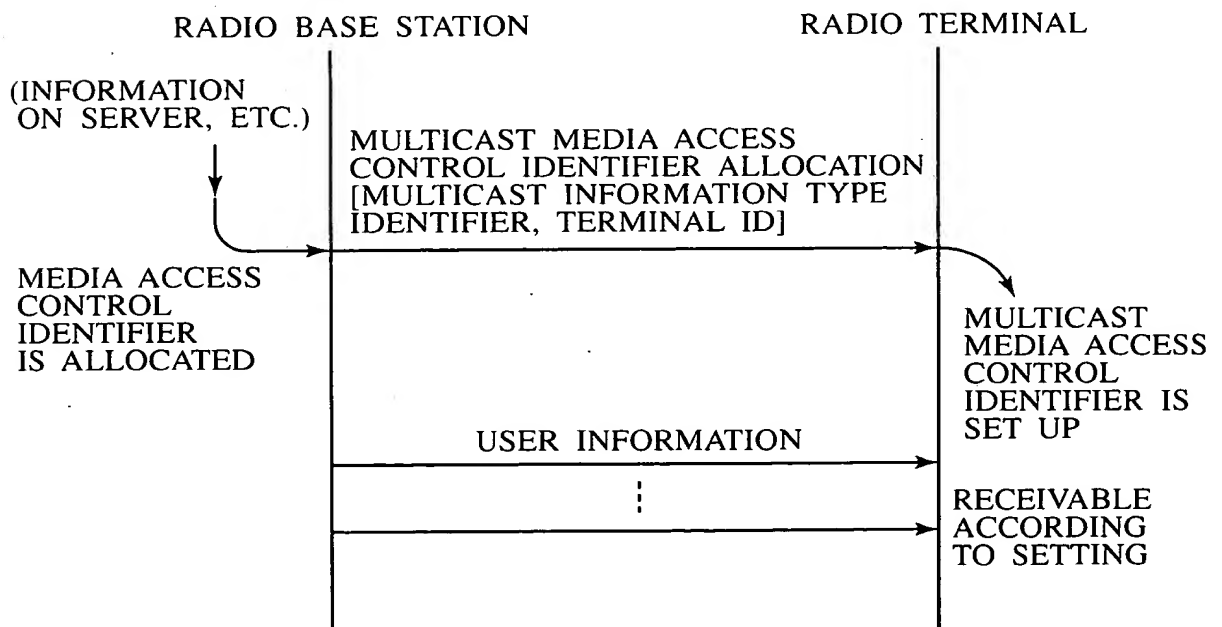 RADIO BASE STATION
RADIO TERMINAL
(INFORMATION
ON SERVER, ETC.)
MULTICAST MEDIA ACCESS
CONTROL IDENTIFIER ALLOCATION
[MULTICAST INFORMATION TYPE
IDENTIFIER, TERMINAL ID]
MEDIA ACCESS
CONTROL
IDENTIFIER
IS ALLOCATED
MULTICAST
MEDIA ACCESS
CONTROL
IDENTIFIER IS
SET UP
USER INFORMATION
RECEIVABLE
ACCORDING
TO SETTING